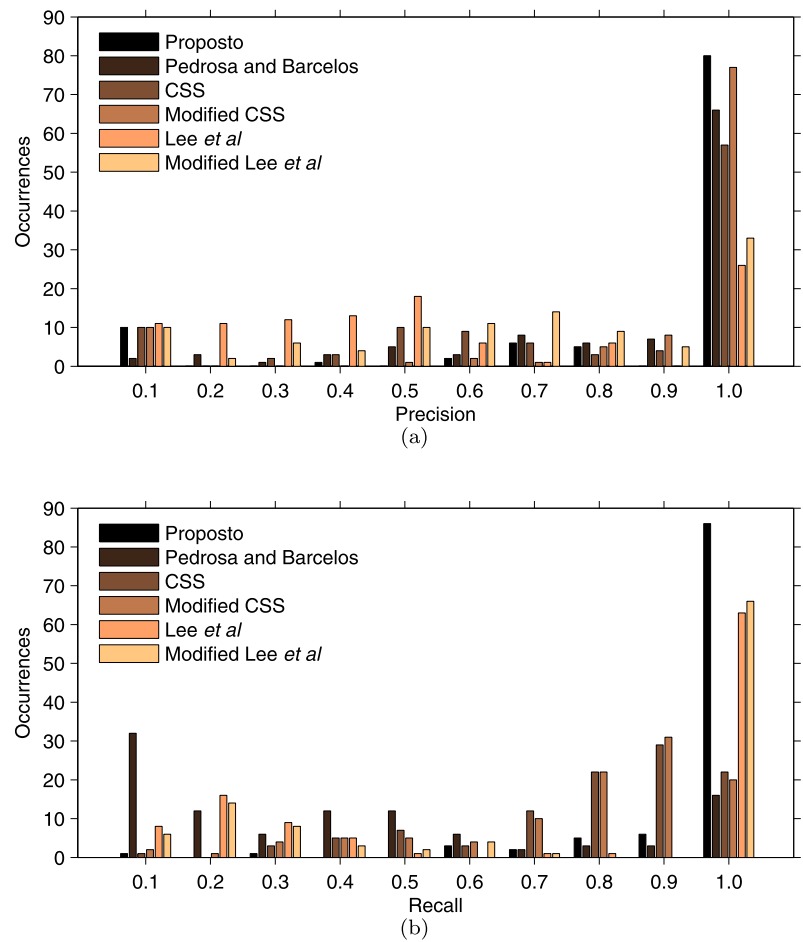 90
80
70
60
50
40
30
20
10
0
Occurrences
Proposto
Pedrosa and Barcelos
CSS
Modified CSS
Lee et al
Modified Lee et al
0.1 0.2 0.3 0.4 0.5 0.6 0.7 0.8 0.9 1.0
Precision
(a)
90
80
70
60
50
40
30
20
10
0
Occurrences
Proposto
Pedrosa and Barcelos
CSS
Modified CSS
Lee et al
Modified Lee et al
0.1 0.2 0.3 0.4 0.5 0.6 0.7 0.8 0.9 1.0
Recall
(b)